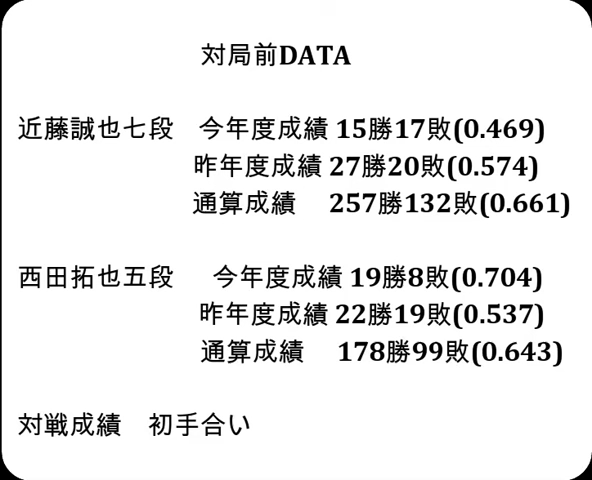 対局前DATA
近藤誠也七段　今年度成績 15勝17敗(0.469)
昨年度成績 27勝20敗(0.574)
通算成績　257勝132敗(0.661)
西田拓也五段　今年度成績 19勝8敗(0.704)
昨年度成績 22勝19敗(0.537)
通算成績　178勝99敗(0.643)
対戦成績　初手合い